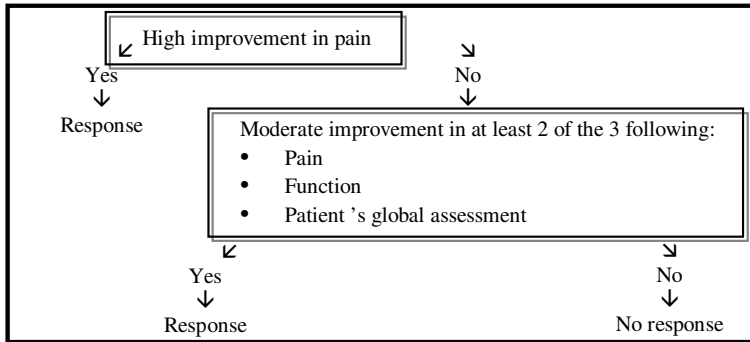 High improvement in pain
Yes
No
Response
Moderate improvement in at least 2 of the 3 following:
• Pain
• Function
• Patient ’s global assessment
Yes
No
Response
No response